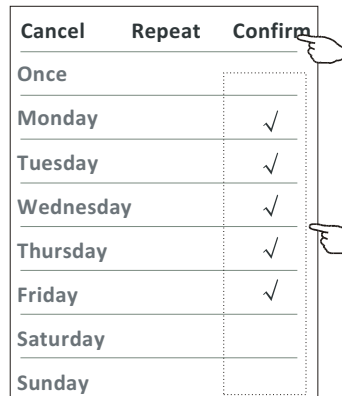 Cancel Repeat Confirm
Once
Monday √
Tuesday √
Wednesday √
Thursday √
Friday √
Saturday
Sunday